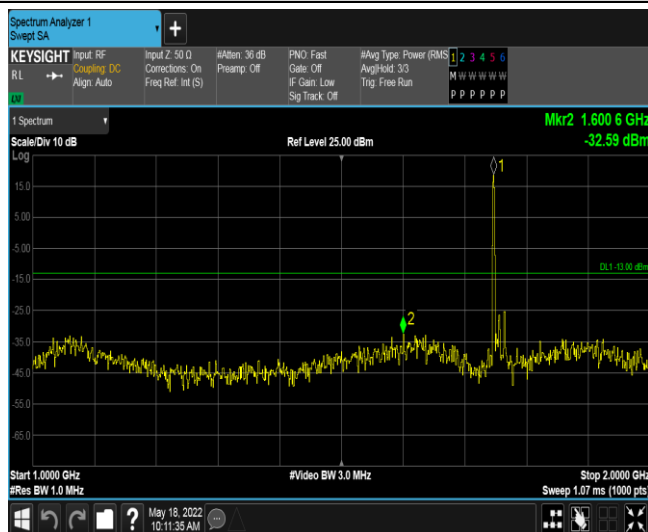 Spectrum Analyzer 1
Swept SA
+
KEYSIGHT
RL
LXI
Input: RF
Coupling: DC
Align: Auto
Input Z: 50 Ω
Corrections: On
Freq Ref: Int (S)
#Atten: 36 dB
Preamp: Off
PNO: Fast
Gate: Off
IF Gain: Low
Sig Track: Off
#Avg Type: Power (RMS
Avg|Hold: 3/3
Trig: Free Run
1 2 3 4 5 6
M W W W W W
P P P P P P
1 Spectrum
Scale/Div 10 dB
Log
Ref Level 25.00 dBm
Mkr2 1.600 6 GHz
-32.59 dBm
1
15.0
5.00
-5.00
DL1 -13.00 dBm
-15.0
-25.0
2
-35.0
-45.0
-55.0
-65.0
Start 1.0000 GHz
#Res BW 1.0 MHz
#Video BW 3.0 MHz
Stop 2.0000 GHz
Sweep 1.07 ms (1000 pts)
?
May 18, 2022
10:11:35 AM